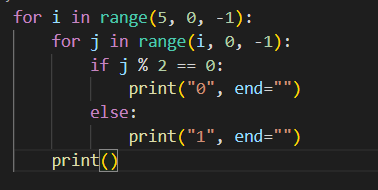 for i in range(5, 0, -1):
    for j in range(i, 0, -1):
        if j % 2 == 0:
            print("0", end="")
        else:
            print("1", end="")
    print()